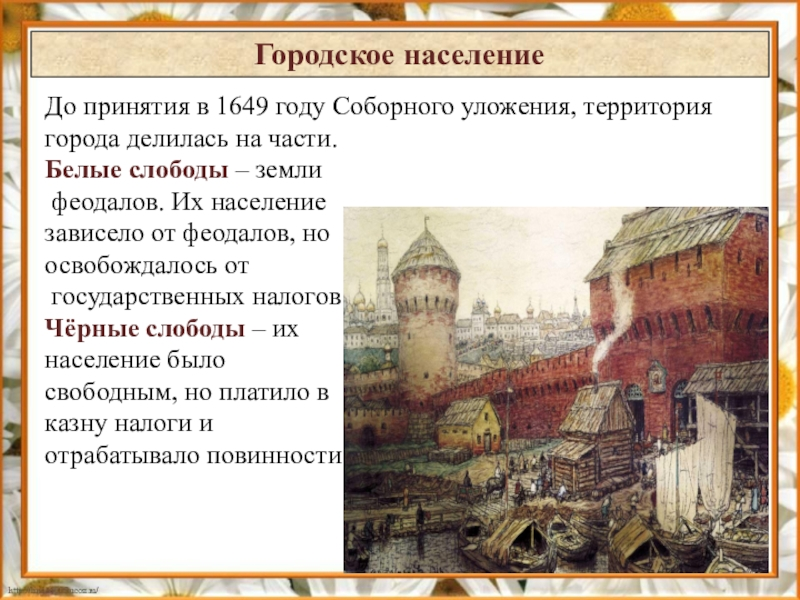 Городское население
До принятия в 1649 году Соборного уложения, территория
города делилась на части.
Белые слободы – земли
феодалов. Их население
зависело от феодалов, но
освобождалось от
государственных налогов
Чёрные слободы – их
население было
свободным, но платило в
казну налоги и
отрабатывало повинности